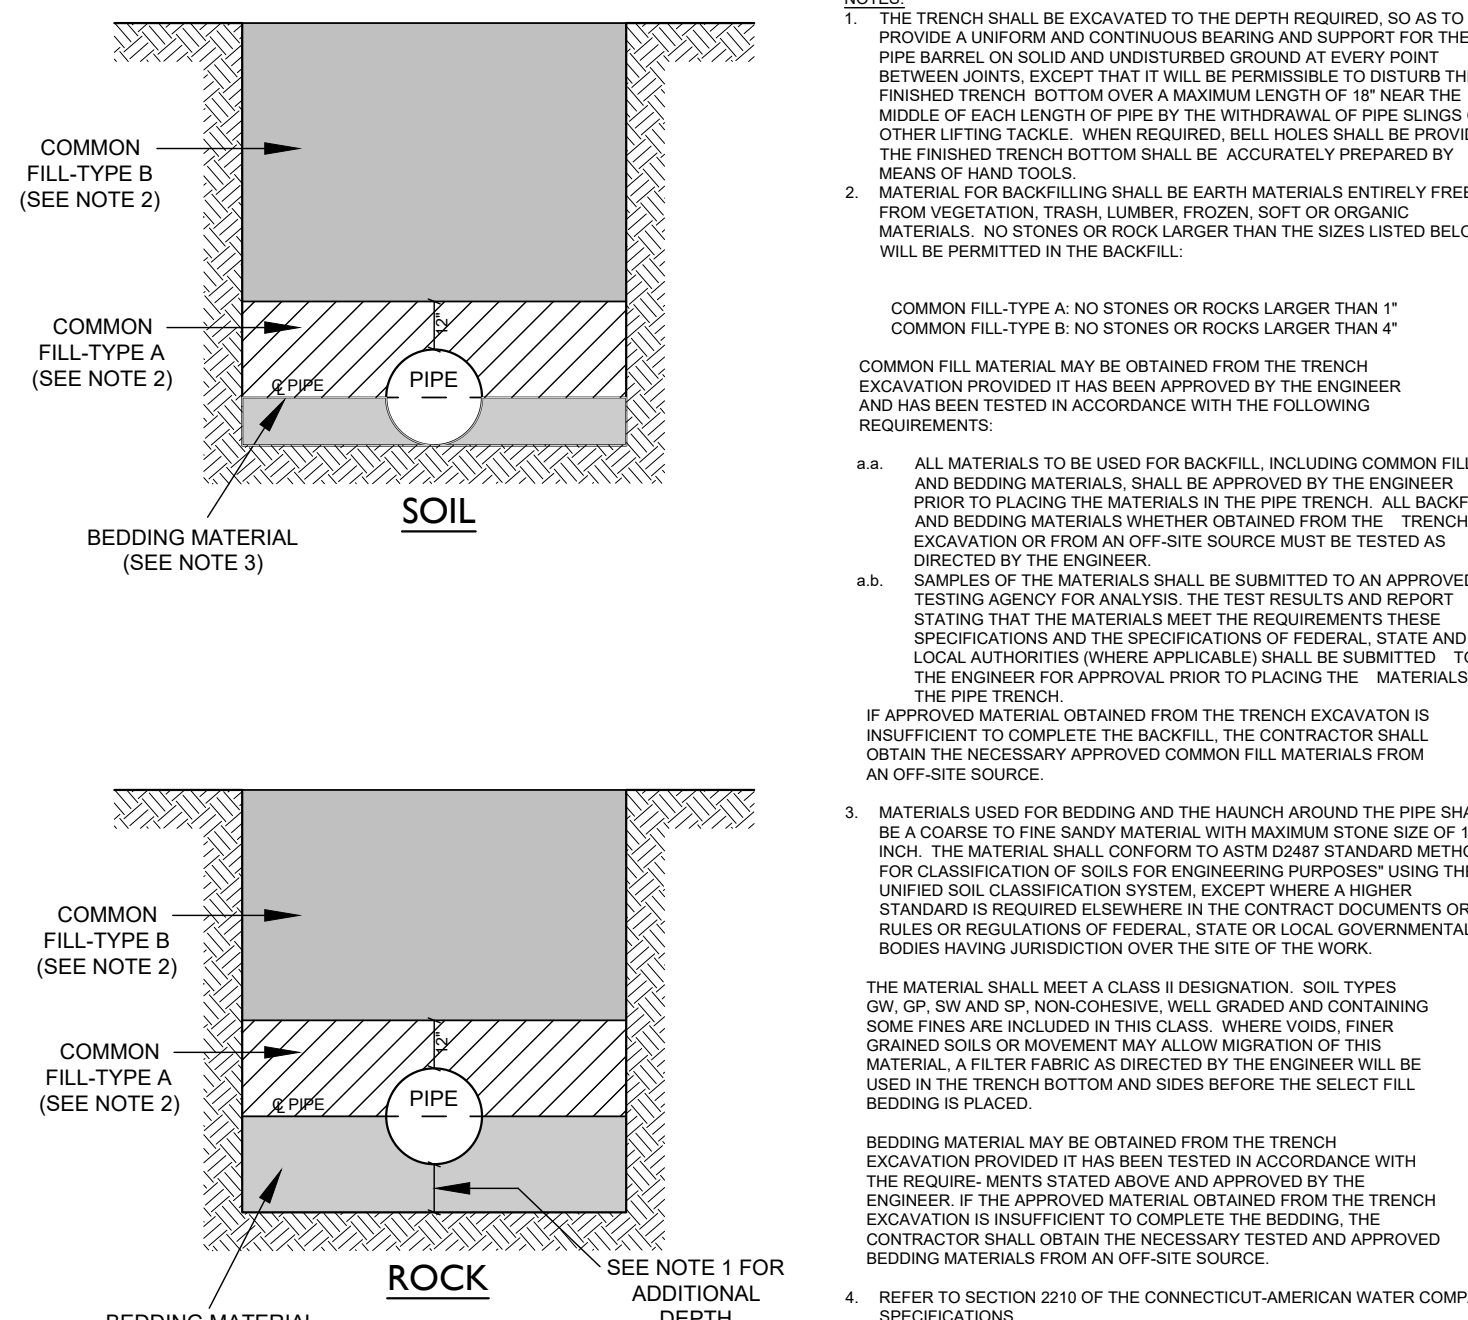 COMMON
FILL-TYPE B
(SEE NOTE 2)
COMMON
FILL-TYPE A
(SEE NOTE 2)
12"
℄ PIPE
PIPE
SOIL
BEDDING MATERIAL
(SEE NOTE 3)
COMMON
FILL-TYPE B
(SEE NOTE 2)
COMMON
FILL-TYPE A
(SEE NOTE 2)
12"
℄ PIPE
PIPE
ROCK
SEE NOTE 1 FOR
ADDITIONAL
DEPTH
BEDDING MATERIAL
NOTES:
1. THE TRENCH SHALL BE EXCAVATED TO THE DEPTH REQUIRED, SO AS TO
PROVIDE A UNIFORM AND CONTINUOUS BEARING AND SUPPORT FOR THE
PIPE BARREL ON SOLID AND UNDISTURBED GROUND AT EVERY POINT
BETWEEN JOINTS, EXCEPT THAT IT WILL BE PERMISSIBLE TO DISTURB
FINISHED TRENCH BOTTOM OVER A MAXIMUM LENGTH OF 18" NEAR THE
MIDDLE OF EACH LENGTH OF PIPE BY THE WITHDRAWAL OF PIPE SLINGS
OTHER LIFTING TACKLE. WHEN REQUIRED, BELL HOLES SHALL BE
THE FINISHED TRENCH BOTTOM SHALL BE ACCURATELY PREPARED BY
MEANS OF HAND TOOLS.
2. MATERIAL FOR BACKFILLING SHALL BE EARTH MATERIALS ENTIRELY FREE
FROM VEGETATION, TRASH, LUMBER, FROZEN, SOFT OR ORGANIC
MATERIALS. NO STONES OR ROCK LARGER THAN THE SIZES LISTED
WILL BE PERMITTED IN THE BACKFILL:
COMMON FILL-TYPE A: NO STONES OR ROCKS LARGER THAN 1"
COMMON FILL-TYPE B: NO STONES OR ROCKS LARGER THAN 4"
COMMON FILL MATERIAL MAY BE OBTAINED FROM THE TRENCH
EXCAVATION PROVIDED IT HAS BEEN APPROVED BY THE ENGINEER
AND HAS BEEN TESTED IN ACCORDANCE WITH THE FOLLOWING
REQUIREMENTS:
a.a. ALL MATERIALS TO BE USED FOR BACKFILL, INCLUDING COMMON FILL
AND BEDDING MATERIALS, SHALL BE APPROVED BY THE ENGINEER
PRIOR TO PLACING THE MATERIALS IN THE PIPE TRENCH. ALL
AND BEDDING MATERIALS WHETHER OBTAINED FROM THE TRENCH
EXCAVATION OR FROM AN OFF-SITE SOURCE MUST BE TESTED AS
DIRECTED BY THE ENGINEER.
a.b. SAMPLES OF THE MATERIALS SHALL BE SUBMITTED TO AN APPROVED
TESTING AGENCY FOR ANALYSIS. THE TEST RESULTS AND REPORT
STATING THAT THE MATERIALS MEET THE REQUIREMENTS THESE
SPECIFICATIONS AND THE SPECIFICATIONS OF FEDERAL, STATE AND
LOCAL AUTHORITIES (WHERE APPLICABLE) SHALL BE SUBMITTED TO
THE ENGINEER FOR APPROVAL PRIOR TO PLACING THE MATERIALS
THE PIPE TRENCH.
IF APPROVED MATERIAL OBTAINED FROM THE TRENCH EXCAVATON IS
INSUFFICIENT TO COMPLETE THE BACKFILL, THE CONTRACTOR SHALL
OBTAIN THE NECESSARY APPROVED COMMON FILL MATERIALS FROM
AN OFF-SITE SOURCE.
3. MATERIALS USED FOR BEDDING AND THE HAUNCH AROUND THE PIPE
BE A COARSE TO FINE SANDY MATERIAL WITH MAXIMUM STONE SIZE OF 1
INCH. THE MATERIAL SHALL CONFORM TO ASTM D2487 STANDARD
FOR CLASSIFICATION OF SOILS FOR ENGINEERING PURPOSES" USING THE
UNIFIED SOIL CLASSIFICATION SYSTEM, EXCEPT WHERE A HIGHER
STANDARD IS REQUIRED ELSEWHERE IN THE CONTRACT DOCUMENTS OR
RULES OR REGULATIONS OF FEDERAL, STATE OR LOCAL GOVERNMENTAL
BODIES HAVING JURISDICTION OVER THE SITE OF THE WORK.
THE MATERIAL SHALL MEET A CLASS II DESIGNATION. SOIL TYPES
GW, GP, SW AND SP, NON-COHESIVE, WELL GRADED AND CONTAINING
SOME FINES ARE INCLUDED IN THIS CLASS. WHERE VOIDS, FINER
GRAINED SOILS OR MOVEMENT MAY ALLOW MIGRATION OF THIS
MATERIAL, A FILTER FABRIC AS DIRECTED BY THE ENGINEER WILL BE
USED IN THE TRENCH BOTTOM AND SIDES BEFORE THE SELECT FILL
BEDDING IS PLACED.
BEDDING MATERIAL MAY BE OBTAINED FROM THE TRENCH
EXCAVATION PROVIDED IT HAS BEEN TESTED IN ACCORDANCE WITH
THE REQUIRE- MENTS STATED ABOVE AND APPROVED BY THE
ENGINEER. IF THE APPROVED MATERIAL OBTAINED FROM THE TRENCH
EXCAVATION IS INSUFFICIENT TO COMPLETE THE BEDDING, THE
CONTRACTOR SHALL OBTAIN THE NECESSARY TESTED AND APPROVED
BEDDING MATERIALS FROM AN OFF-SITE SOURCE.
4. REFER TO SECTION 2210 OF THE CONNECTICUT-AMERICAN WATER
SPECIFICATIONS